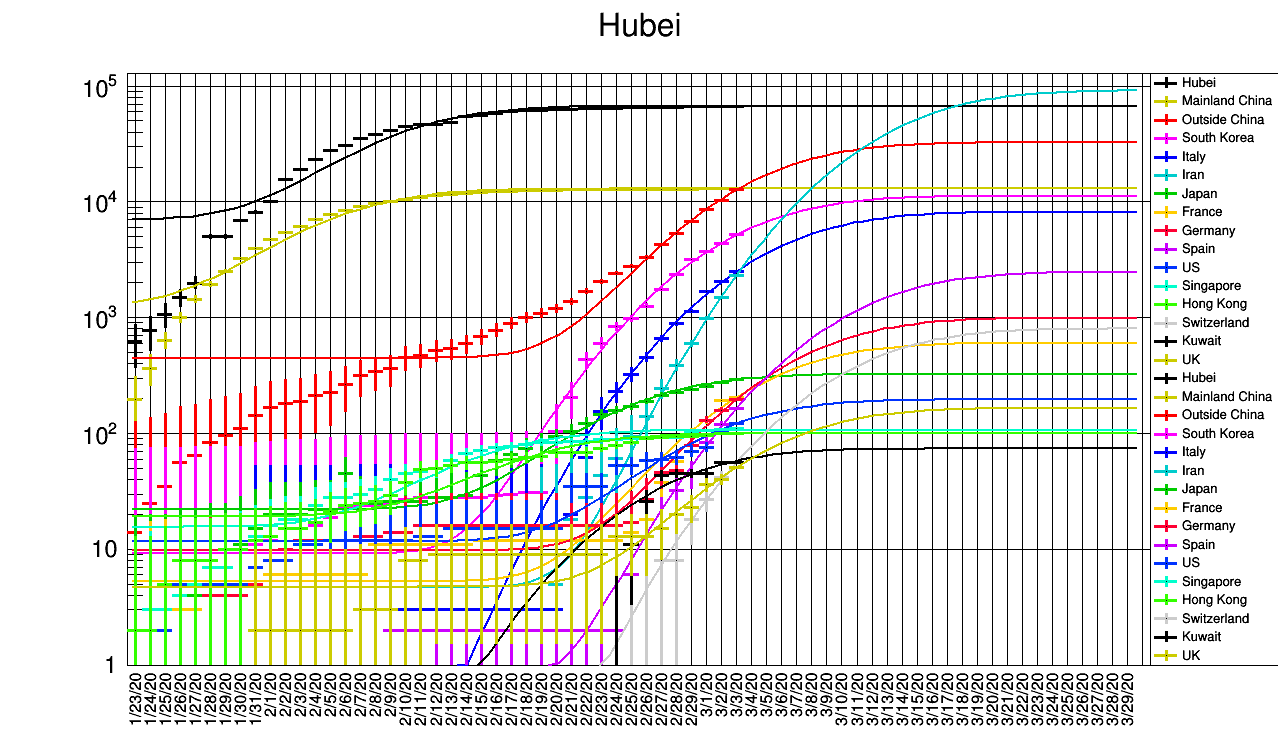 Hubei
10⁵
10⁴
10³
10²
10
1
1/23/20
1/24/20
1/25/20
1/26/20
1/27/20
1/28/20
1/29/20
1/30/20
1/31/20
2/1/20
2/2/20
2/3/20
2/4/20
2/5/20
2/6/20
2/7/20
2/8/20
2/9/20
2/10/20
2/11/20
2/12/20
2/13/20
2/14/20
2/15/20
2/16/20
2/17/20
2/18/20
2/19/20
2/20/20
2/21/20
2/22/20
2/23/20
2/24/20
2/25/20
2/26/20
2/27/20
2/28/20
2/29/20
3/1/20
3/2/20
3/3/20
3/4/20
3/5/20
3/6/20
3/7/20
3/8/20
3/9/20
3/10/20
3/11/20
3/12/20
3/13/20
3/14/20
3/15/20
3/16/20
3/17/20
3/18/20
3/19/20
3/20/20
3/21/20
3/22/20
3/23/20
3/24/20
3/25/20
3/26/20
3/27/20
3/28/20
3/29/20
Hubei
Mainland China
Outside China
South Korea
Italy
Iran
Japan
France
Germany
Spain
US
Singapore
Hong Kong
Switzerland
Kuwait
UK
Hubei
Mainland China
Outside China
South Korea
Italy
Iran
Japan
France
Germany
Spain
US
Singapore
Hong Kong
Switzerland
Kuwait
UK